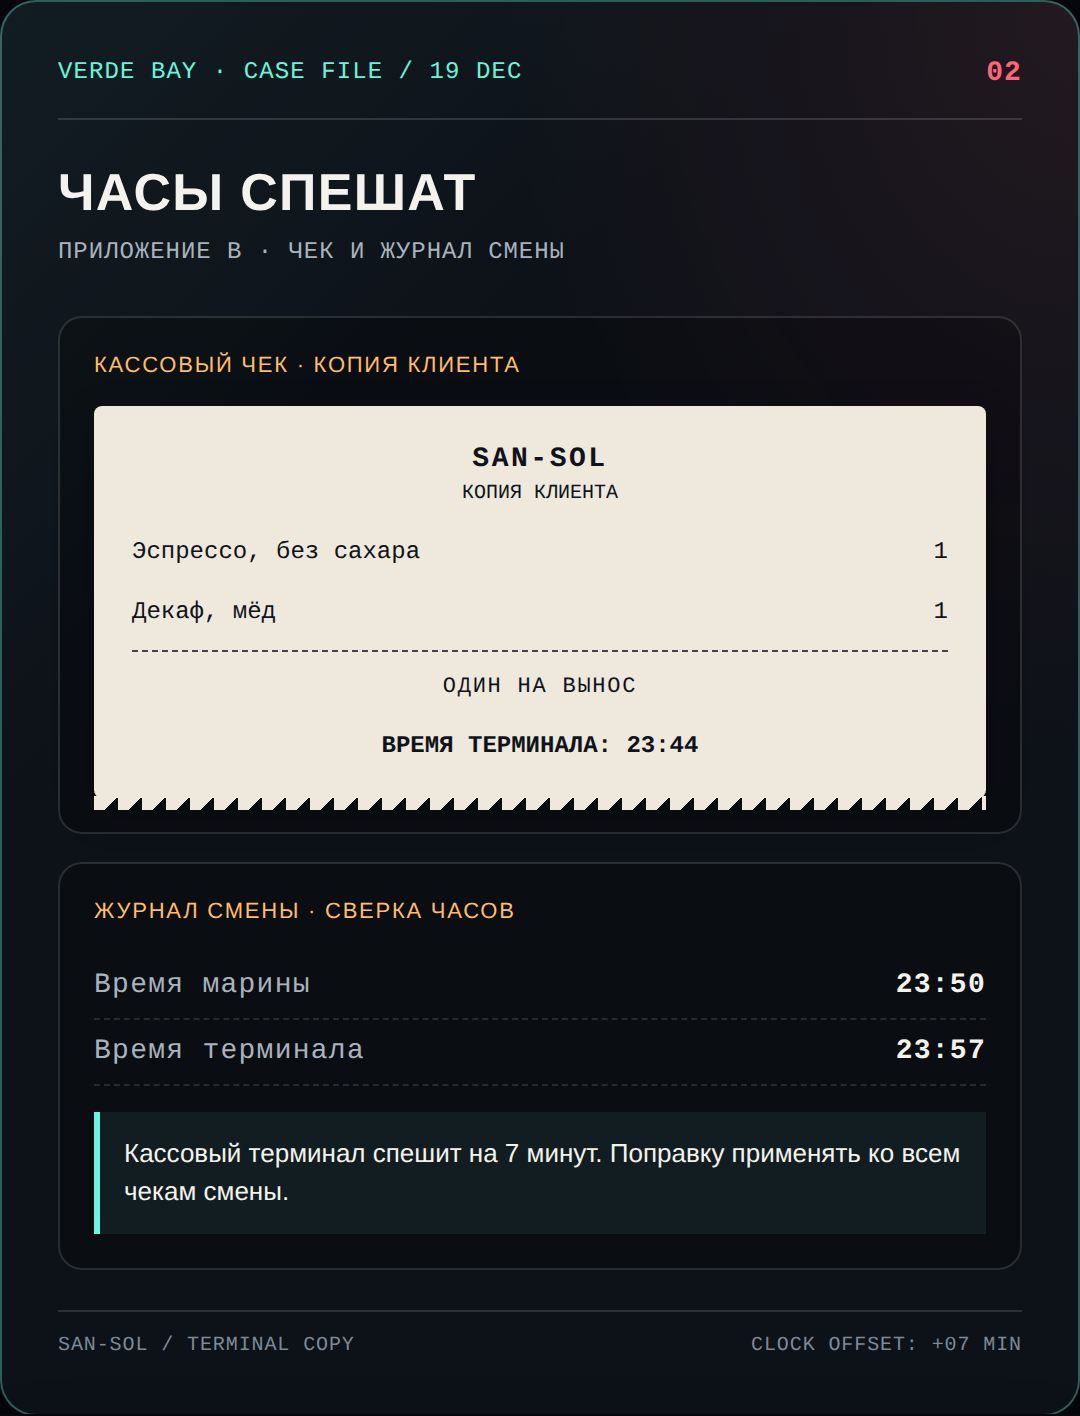 VERDE BAY · CASE FILE / 19 DEC
02
ЧАСЫ СПЕШАТ
ПРИЛОЖЕНИЕ B · ЧЕК И ЖУРНАЛ СМЕНЫ
КАССОВЫЙ ЧЕК · КОПИЯ КЛИЕНТА
SAN-SOL
КОПИЯ КЛИЕНТА
Эспрессо, без сахара 1
Декаф, мёд 1
ОДИН НА ВЫНОС
ВРЕМЯ ТЕРМИНАЛА: 23:44
ЖУРНАЛ СМЕНЫ · СВЕРКА ЧАСОВ
Время марины 23:50
Время терминала 23:57
Кассовый терминал спешит на 7 минут. Поправку применять ко всем
чекам смены.
SAN-SOL / TERMINAL COPY
CLOCK OFFSET: +07 MIN